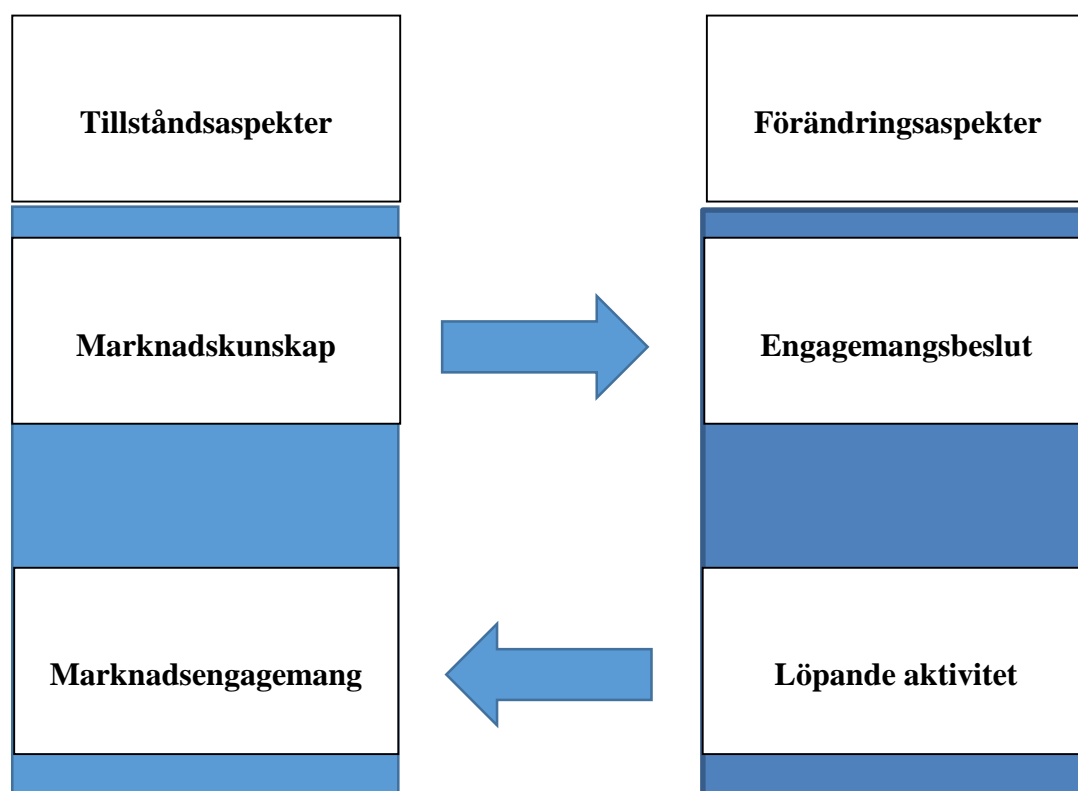 Tillståndsaspekter
Förändringsaspekter
Marknadskunskap
Engagemangsbeslut
Marknadsengagemang
Löpande aktivitet